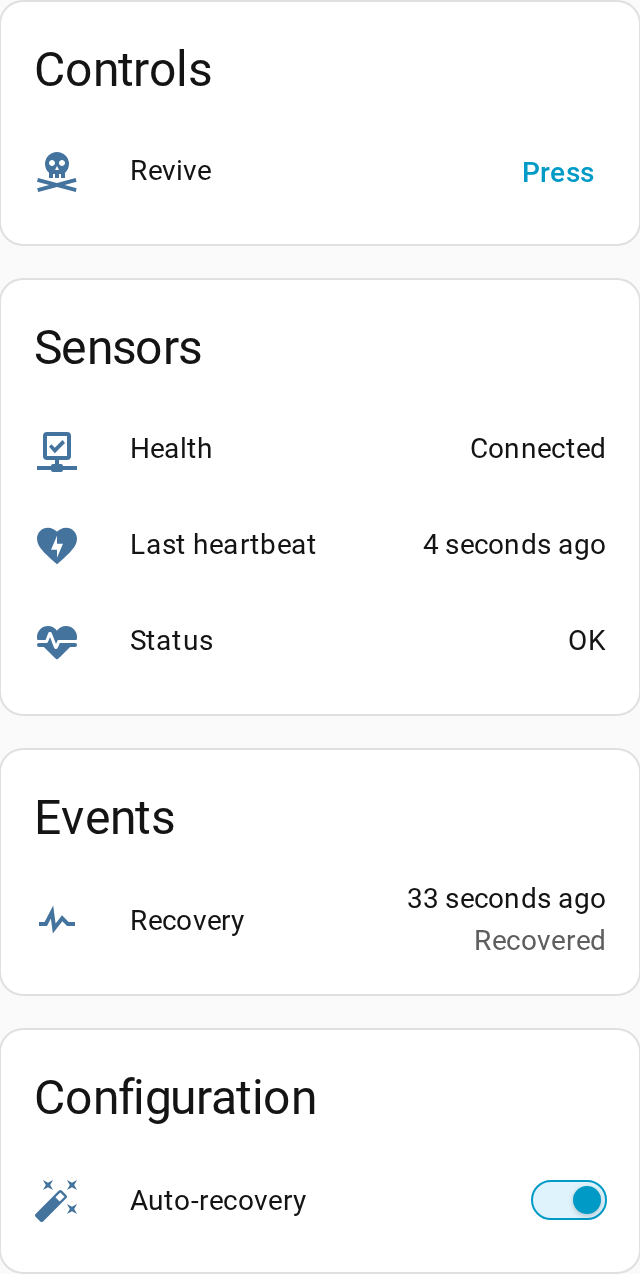 Controls
Revive Press
Sensors
Health Connected
Last heartbeat 4 seconds ago
Status OK
Events
Recovery 33 seconds ago
Recovered
Configuration
Auto-recovery